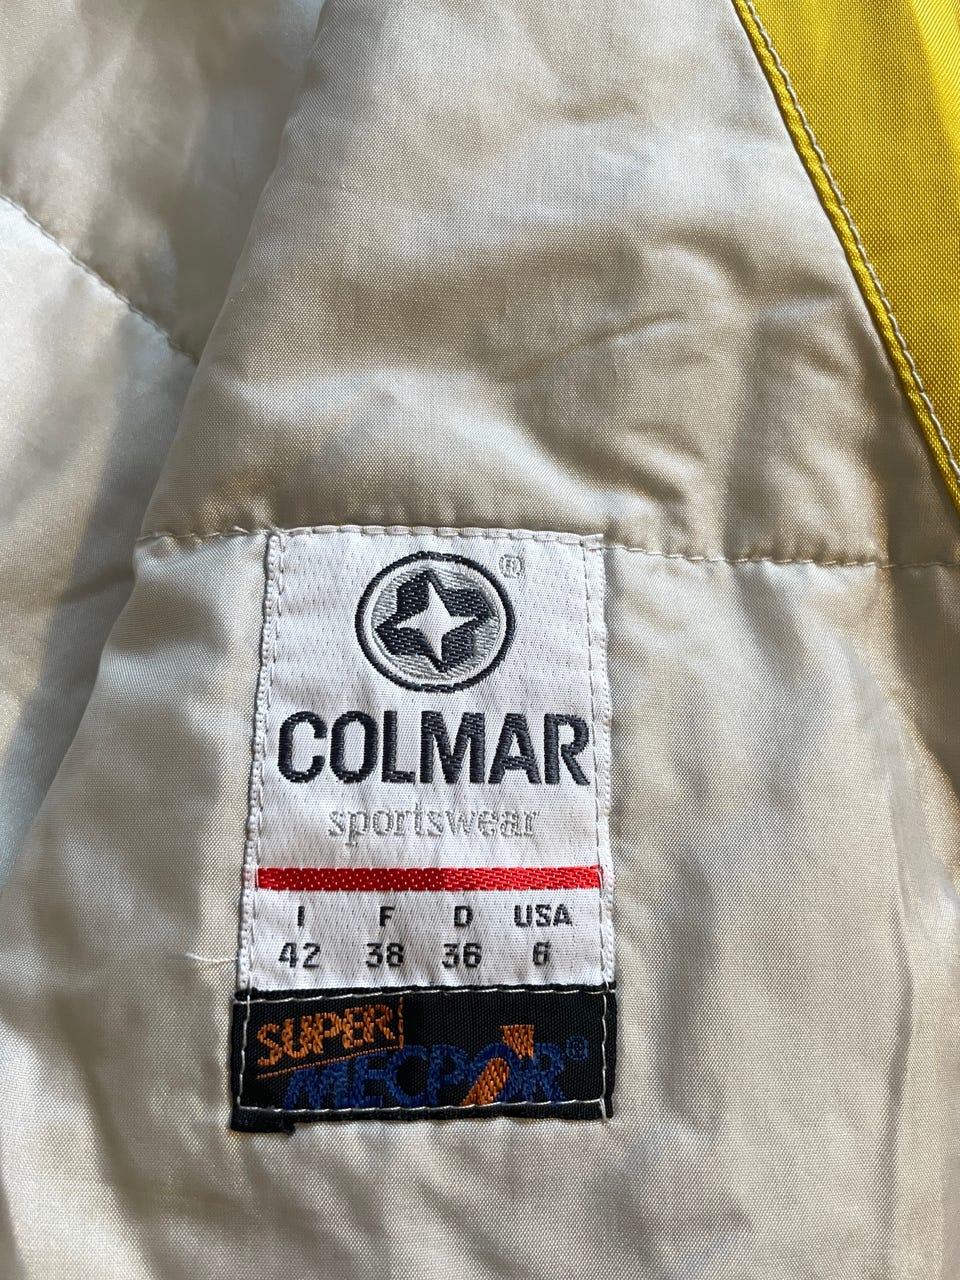 ®
COLMAR
sportswear
I F D USA
42 38 36 6
SUPER
MECPOR®